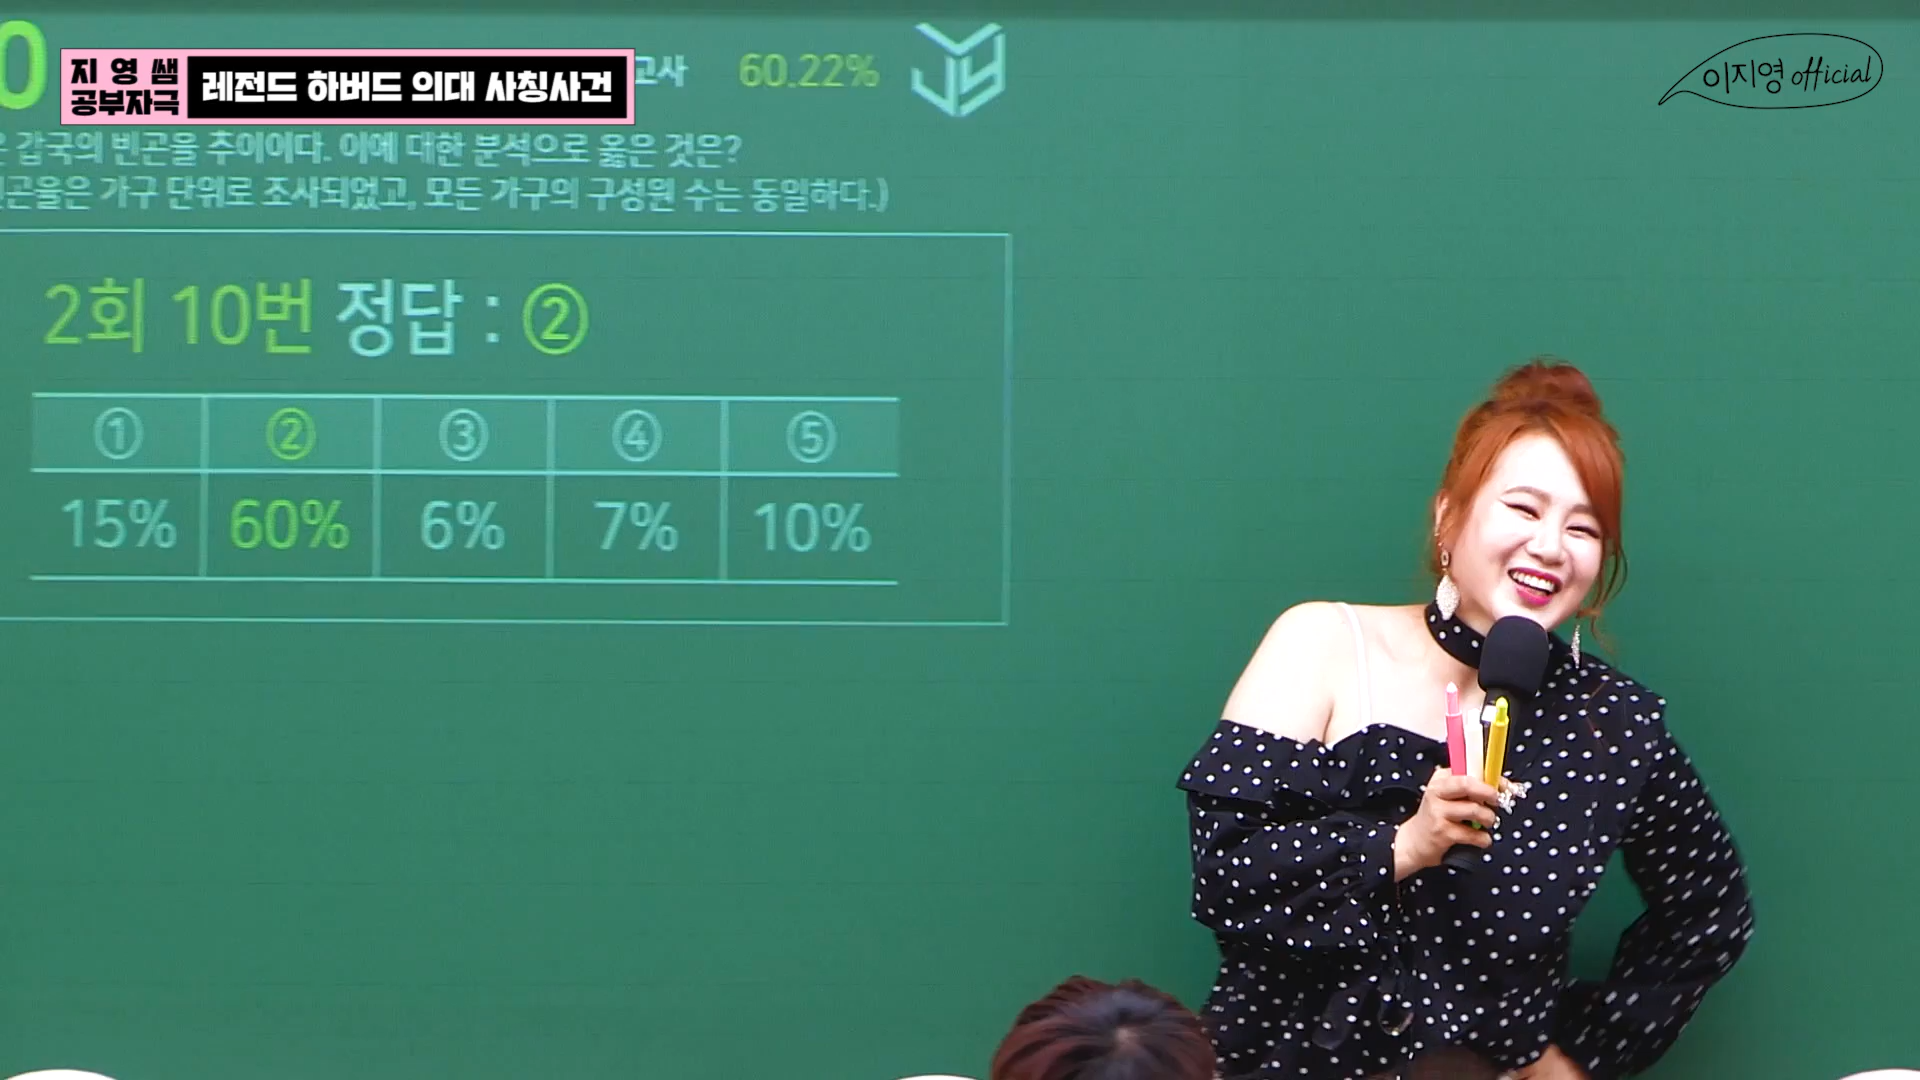 지영쌤
공부자극
레전드 하버드 의대 사칭사건
고사
60.22%
이지영 official
갑국의 빈곤율 추이이다. 이에 대한 분석으로 옳은 것은?
빈곤율은 가구 단위로 조사되었고, 모든 가구의 구성원 수는 동일하다.)
2회 10번 정답 : ②
① ② ③ ④ ⑤
15% 60% 6% 7% 10%